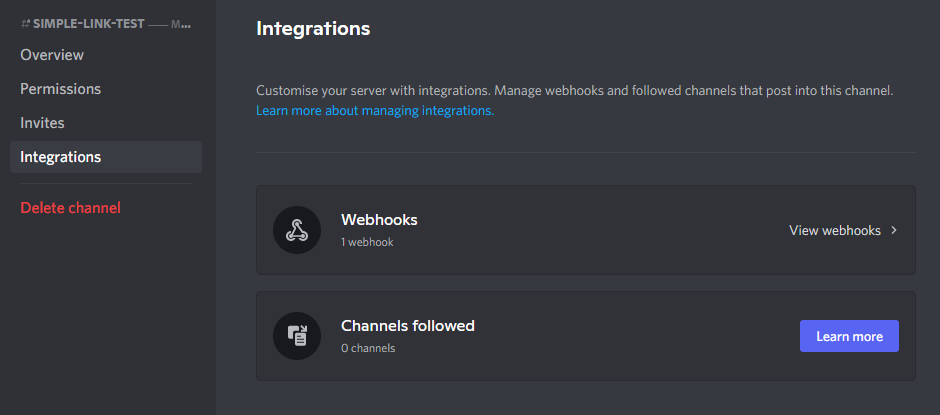 # SIMPLE-LINK-TEST — M...
Overview
Permissions
Invites
Integrations
Delete channel
Integrations
Customise your server with integrations. Manage webhooks and followed channels that post into this channel.
Learn more about managing integrations.
Webhooks
1 webhook
View webhooks >
Channels followed
0 channels
Learn more